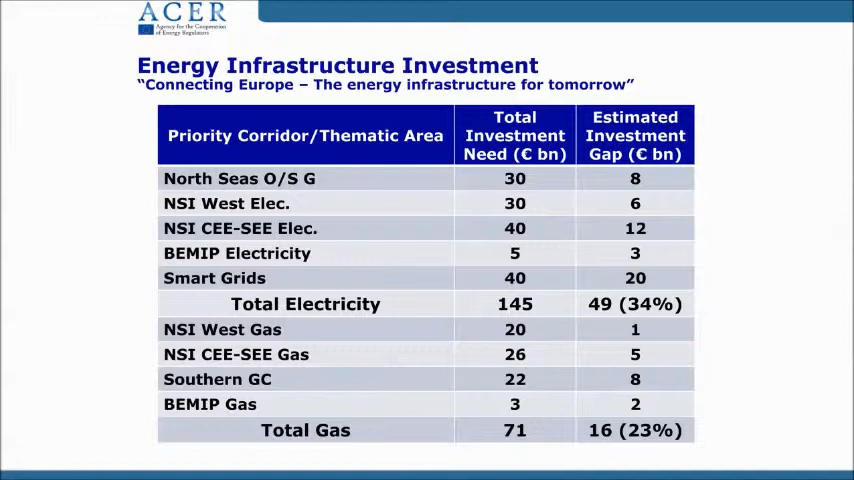 ACER
Agency for the Cooperation
of Energy Regulators
Energy Infrastructure Investment
“Connecting Europe – The energy infrastructure for tomorrow”
Priority Corridor/Thematic Area Total Investment Need (€ bn) Estimated Investment Gap (€ bn)
North Seas O/S G 30 8
NSI West Elec. 30 6
NSI CEE-SEE Elec. 40 12
BEMIP Electricity 5 3
Smart Grids 40 20
Total Electricity 145 49 (34%)
NSI West Gas 20 1
NSI CEE-SEE Gas 26 5
Southern GC 22 8
BEMIP Gas 3 2
Total Gas 71 16 (23%)